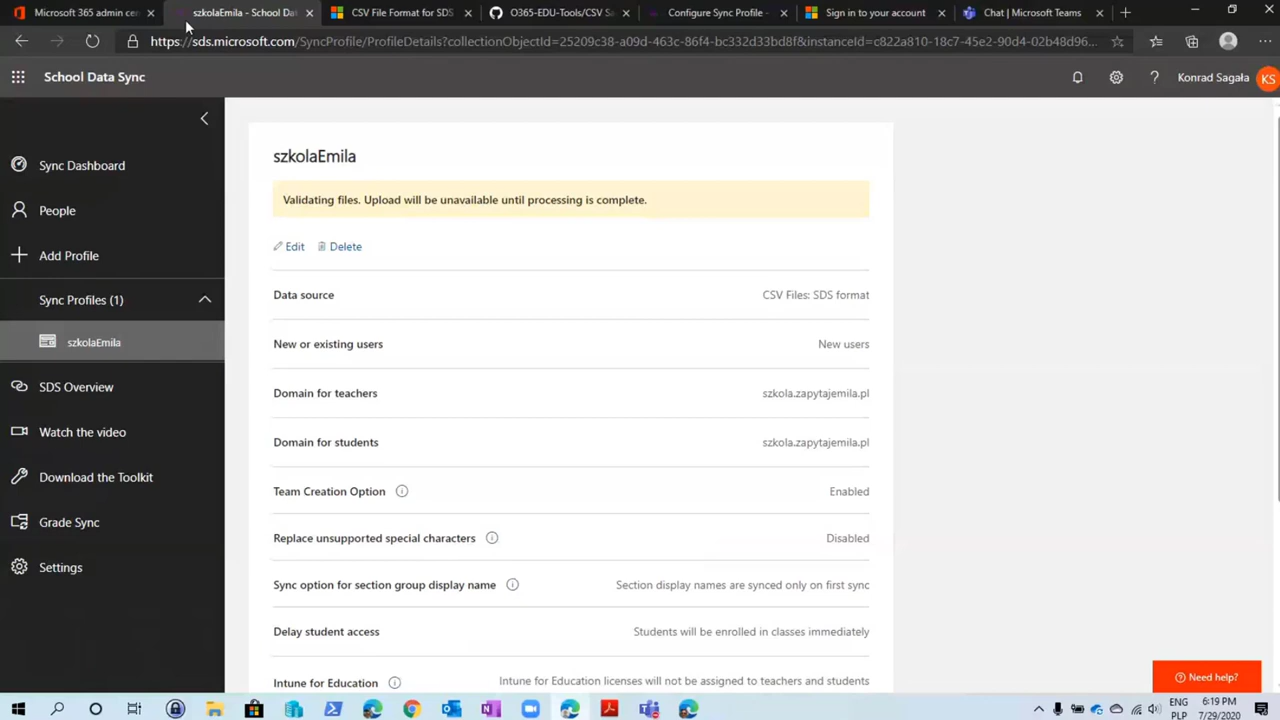 Microsoft 365 admin cen
szkolaEmila - School Dat
CSV File Format for SDS
O365-EDU-Tools/CSV Sa
Configure Sync Profile -
Sign in to your account
Chat | Microsoft Teams
https://sds.microsoft.com/SyncProfile/ProfileDetails?collectionObjectId=25209c38-a09d-463c-86f4-bc332d33bd8f&instanceId=c822a810-18c7-45e2-90d4-02b48d96...
School Data Sync
Konrad Sagała
KS
Sync Dashboard
People
Add Profile
Sync Profiles (1)
szkolaEmila
SDS Overview
Watch the video
Download the Toolkit
Grade Sync
Settings
szkolaEmila
Validating files. Upload will be unavailable until processing is complete.
Edit Delete
Data source CSV Files: SDS format
New or existing users New users
Domain for teachers szkola.zapytajemila.pl
Domain for students szkola.zapytajemila.pl
Team Creation Option Enabled
Replace unsupported special characters Disabled
Sync option for section group display name Section display names are synced only on first sync
Delay student access Students will be enrolled in classes immediately
Intune for Education Intune for Education licenses will not be assigned to teachers and students
Need help?
ENG 6:19 PM
PLP 7/29/2020